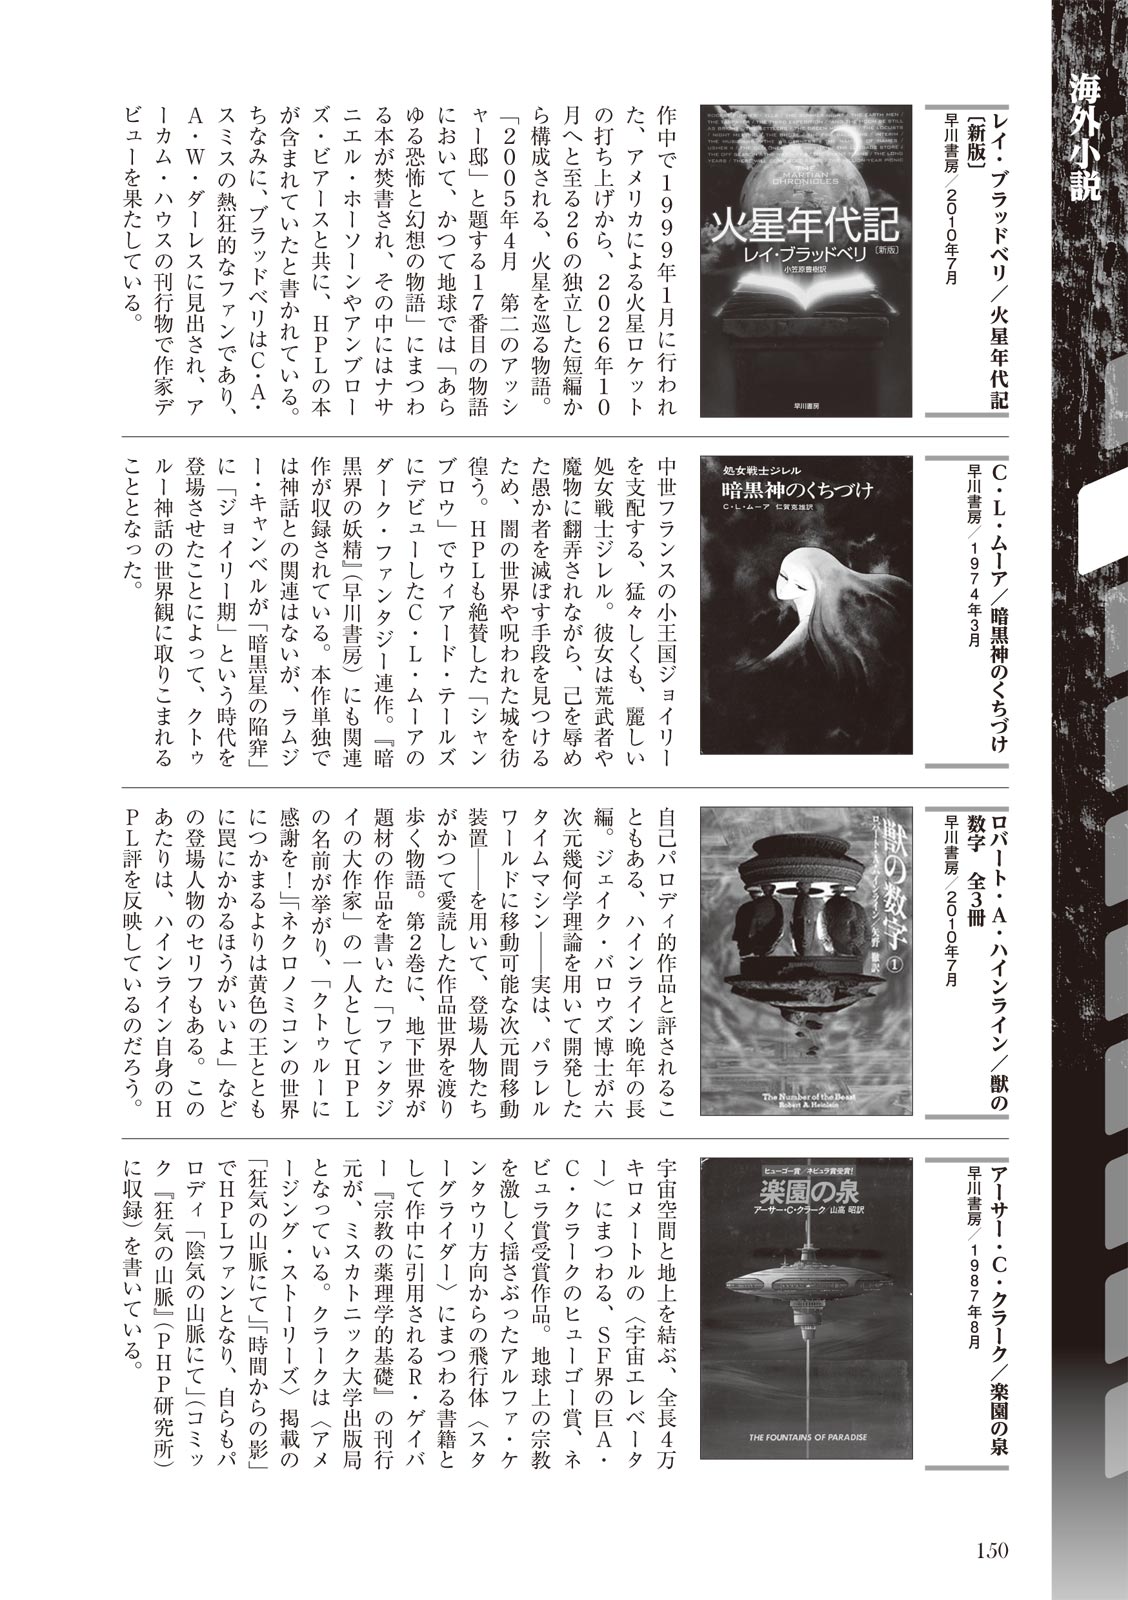 海外小説
レイ・ブラッドベリ／火星年代記
［新版］
早川書房／2010年7月
MARTIAN
CHRONICLES
火星年代記
レイ・ブラッドベリ〔新版〕
小笠原豊樹訳
早川書房
作中で1999年1月に行われ
た、アメリカによる火星ロケット
の打ち上げから、2026年10
月へと至る26の独立した短編か
ら構成される、火星を巡る物語。
「2005年4月　第二のアッシ
ャー邸」と題する17番目の物語
において、かつて地球では「あら
ゆる恐怖と幻想の物語」にまつわ
る本が焚書され、その中にはナサ
ニエル・ホーソーンやアンブロー
ズ・ビアースと共に、HPLの本
が含まれていたと書かれている。
ちなみに、ブラッドベリはC・A・
スミスの熱狂的なファンであり、
A・W・ダーレスに見出され、ア
ーカム・ハウスの刊行物で作家デ
ビューを果たしている。
C・L・ムーア／暗黒神のくちづけ
早川書房／1974年3月
処女戦士ジレル
暗黒神のくちづけ
C・L・ムーア　仁賀克雄訳
中世フランスの小王国ジョイリー
を支配する、猛々しくも、麗しい
処女戦士ジレル。彼女は荒武者や
魔物に翻弄されながら、己を辱め
た愚か者を滅ぼす手段を見つける
ため、闇の世界や呪われた城を彷
徨う。HPLも絶賛した「シャン
ブロウ」でウィアード・テールズ
にデビューしたC・L・ムーアの
ダーク・ファンタジー連作。『暗
黒界の妖精』（早川書房）にも関連
作が収録されている。本作単独で
は神話との関連はないが、ラムジ
ー・キャンベルが「暗黒星の陥穽」
に「ジョイリー期」という時代を
登場させたことによって、クトゥ
ルー神話の世界観に取りこまれる
こととなった。
ロバート・A・ハインライン／獣の
数字　全3冊
早川書房／2010年7月
獣の数字①
ロバート・A・ハインライン／矢野 徹訳
The Number of the Beast
Robert A. Heinlein
自己パロディ的作品と評されるこ
ともある、ハインライン晩年の長
編。ジェイク・バロウズ博士が六
次元幾何学理論を用いて開発した
タイムマシン――実は、パラレル
ワールドに移動可能な次元間移動
装置――を用いて、登場人物たち
がかつて愛読した作品世界を渡り
歩く物語。第2巻に、地下世界が
題材の作品を書いた「ファンタジ
イの大作家」の一人としてHPL
の名前が挙がり、「クトゥルーに
感謝を！」「ネクロノミコンの世界
につかまるよりは黄色の王ととも
に罠にかかるほうがいいよ」など
の登場人物のセリフもある。この
あたりは、ハインライン自身のH
PL評を反映しているのだろう。
アーサー・C・クラーク／楽園の泉
早川書房／1987年8月
ヒューゴー賞／ネビュラ賞受賞！
楽園の泉
アーサー・C・クラーク／山高 昭訳
THE FOUNTAINS OF PARADISE
宇宙空間と地上を結ぶ、全長4万
キロメートルの〈宇宙エレベータ
ー〉にまつわる、SF界の巨A・
C・クラークのヒューゴー賞、ネ
ビュラ賞受賞作品。地球上の宗教
を激しく揺さぶったアルファ・ケ
ンタウリ方向からの飛行体〈スタ
ーグライダー〉にまつわる書籍と
して作中に引用されるR・ゲイバ
ー『宗教の薬理学的基礎』の刊行
元が、ミスカトニック大学出版局
となっている。クラークは〈アメ
ージング・ストーリーズ〉掲載の
「狂気の山脈にて」「時間からの影」
でHPLファンとなり、自らもパ
ロディ「陰気の山脈にて」（コミッ
ク『狂気の山脈』（PHP研究所）
に収録）を書いている。
150